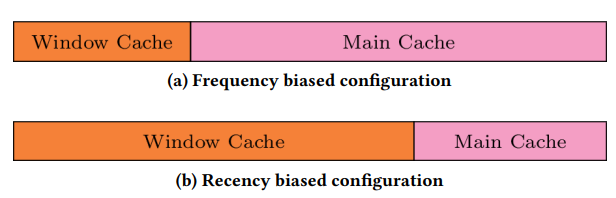 Window Cache Main Cache
(a) Frequency biased configuration
Window Cache Main Cache
(b) Recency biased configuration